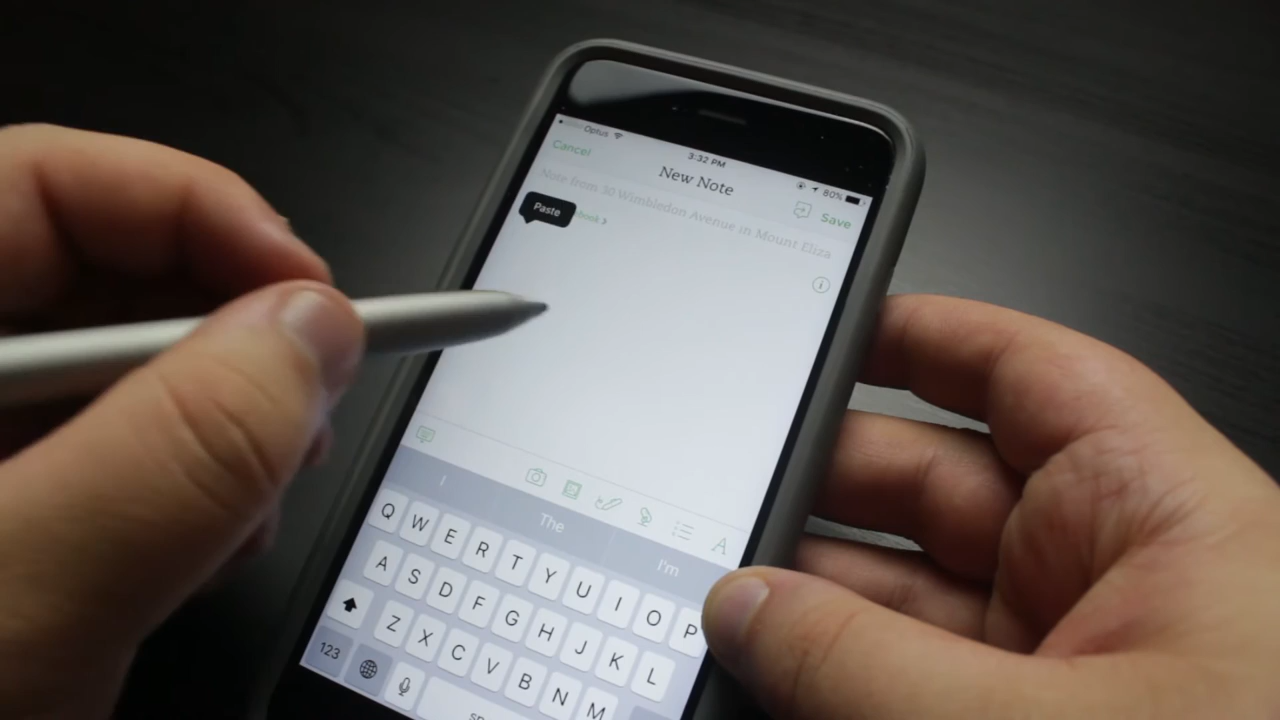 Optus
3:32 PM
80%
Cancel
New Note
Save
Note from 30 Wimbledon Avenue in Mount Eliza
Paste
I
The
I'm
Q W E R T Y U I O P
A S D F G H J K L
Z X C V B N M
123